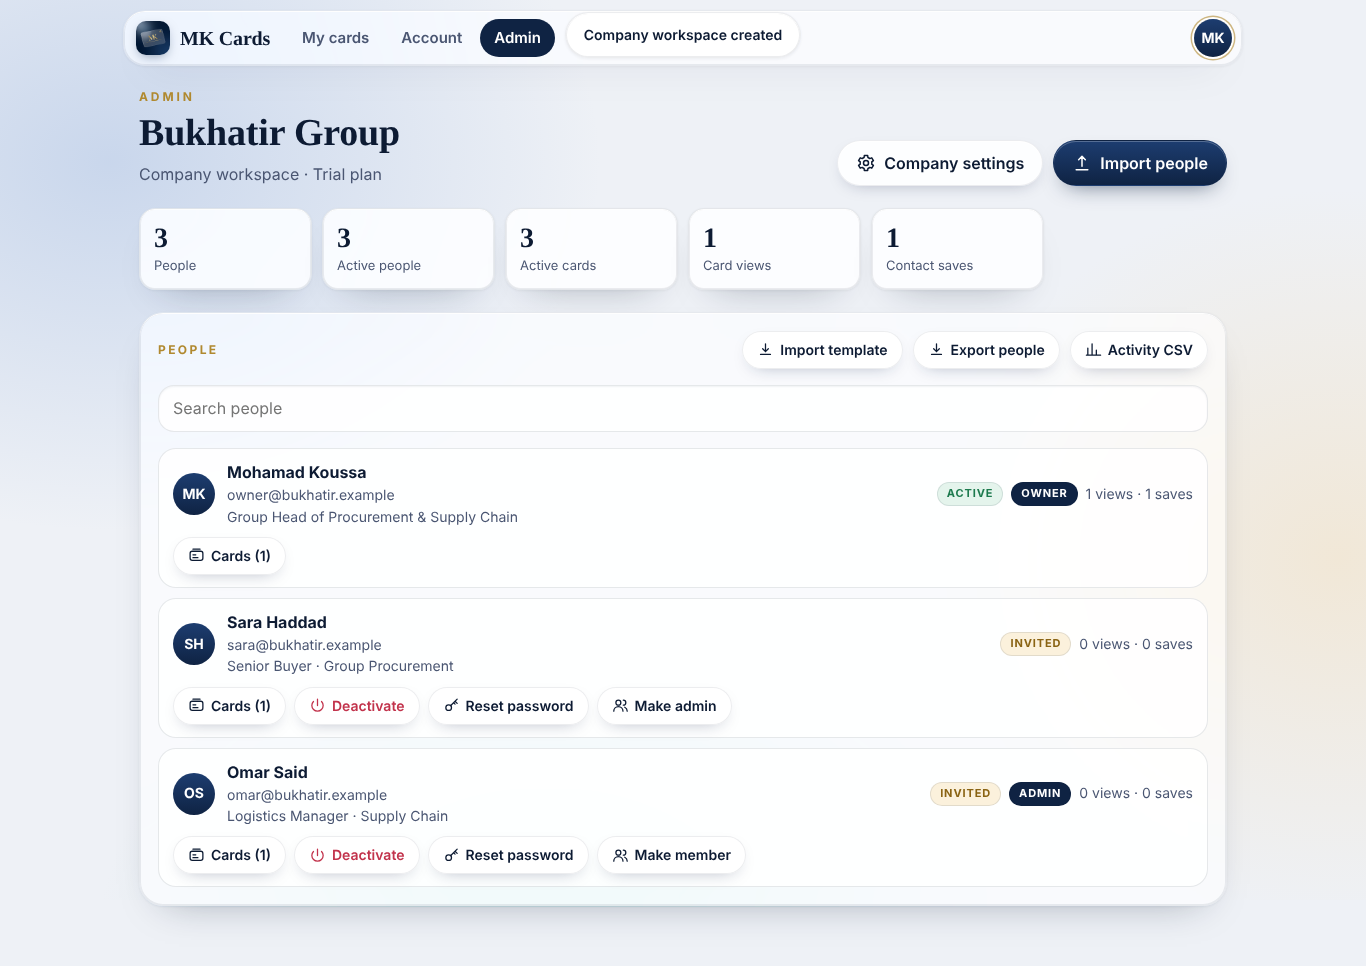 MK Cards My cards Account Admin Company workspace created MK
ADMIN
Bukhatir Group
Company workspace · Trial plan
Company settings Import people
3 3 3 1 1
People Active people Active cards Card views Contact saves
PEOPLE Import template Export people Activity CSV
Search people
Mohamad Koussa
MK owner@bukhatir.example ACTIVE OWNER 1 views · 1 saves
Group Head of Procurement & Supply Chain
Cards (1)
Sara Haddad
SH sara@bukhatir.example INVITED 0 views · 0 saves
Senior Buyer · Group Procurement
Cards (1) Deactivate Reset password Make admin
Omar Said
OS omar@bukhatir.example INVITED ADMIN 0 views · 0 saves
Logistics Manager · Supply Chain
Cards (1) Deactivate Reset password Make member